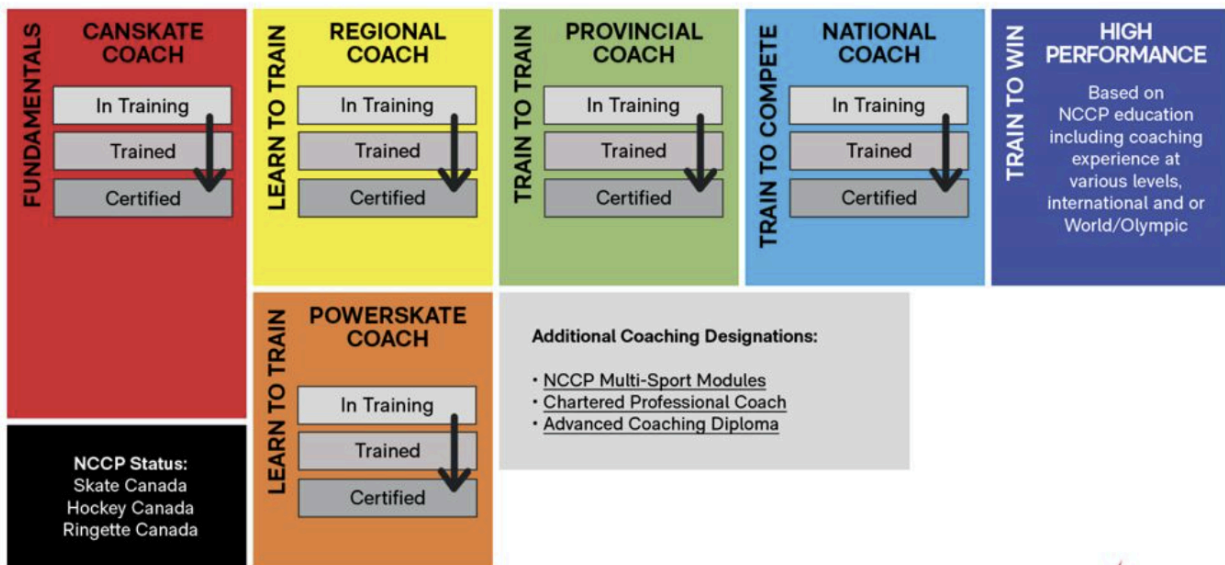 FUNDAMENTALS
CANSKATE
COACH
In Training
Trained
Certified
LEARN TO TRAIN
REGIONAL
COACH
In Training
Trained
Certified
TRAIN TO TRAIN
PROVINCIAL
COACH
In Training
Trained
Certified
TRAIN TO COMPETE
NATIONAL
COACH
In Training
Trained
Certified
TRAIN TO WIN
HIGH
PERFORMANCE
Based on
NCCP education
including coaching
experience at
various levels,
international and or
World/Olympic
NCCP Status:
Skate Canada
Hockey Canada
Ringette Canada
LEARN TO TRAIN
POWERSKATE
COACH
In Training
Trained
Certified
Additional Coaching Designations:
• NCCP Multi-Sport Modules
• Chartered Professional Coach
• Advanced Coaching Diploma